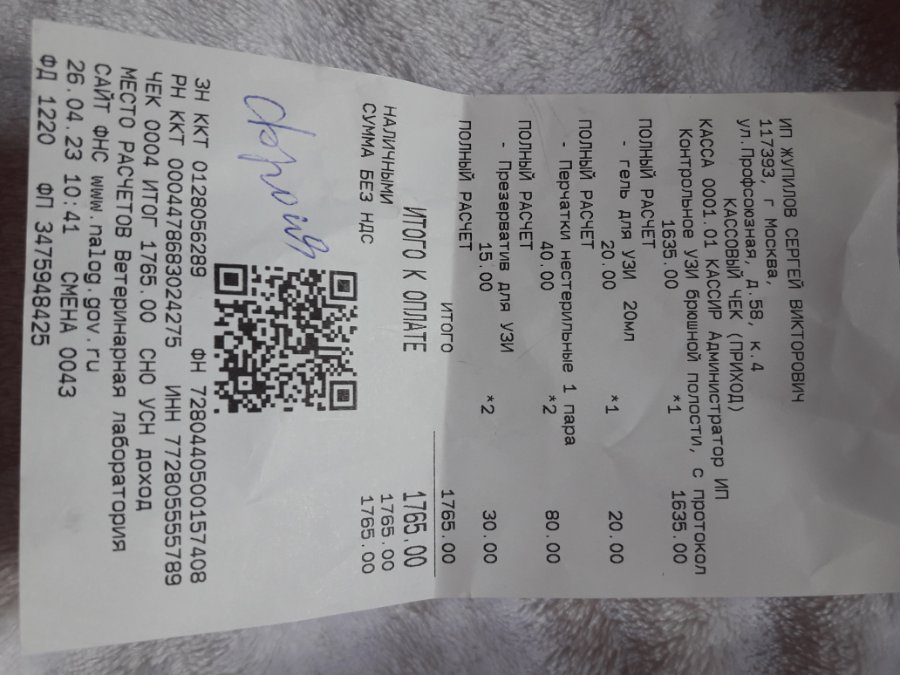 ИП ЖУПИЛОВ СЕРГЕЙ ВИКТОРОВИЧ
117393, г Москва,
ул.Профсоюзная, д.58, к.4
КАССОВЫЙ ЧЕК (ПРИХОД)
КАССА 0001.01 КАССИР Администратор ИП
Контрольное УЗИ брюшной полости, с протокол
1635.00 *1 1635.00
ПОЛНЫЙ РАСЧЕТ
- гель для УЗИ 20мл
20.00 *1 20.00
ПОЛНЫЙ РАСЧЕТ
- Перчатки нестерильные 1 пара
40.00 *2 80.00
ПОЛНЫЙ РАСЧЕТ
- Презерватив для УЗИ
15.00 *2 30.00
ПОЛНЫЙ РАСЧЕТ
ИТОГО 1765.00
ИТОГО К ОПЛАТЕ 1765.00
НАЛИЧНЫМИ 1765.00
СУММА БЕЗ НДС 1765.00
ЗН ККТ 0128056289 ФН 7280440500157408
РН ККТ 0004478683024275 ИНН 772805555789
ЧЕК 0004 ИТОГ 1765.00 СНО УСН ДОХОД
МЕСТО РАСЧЕТОВ Ветеринарная лаборатория
САЙТ ФНС www.nalog.gov.ru
26.04.23 10:41 СМЕНА 0043
ФД 1220 ФП 3475948425